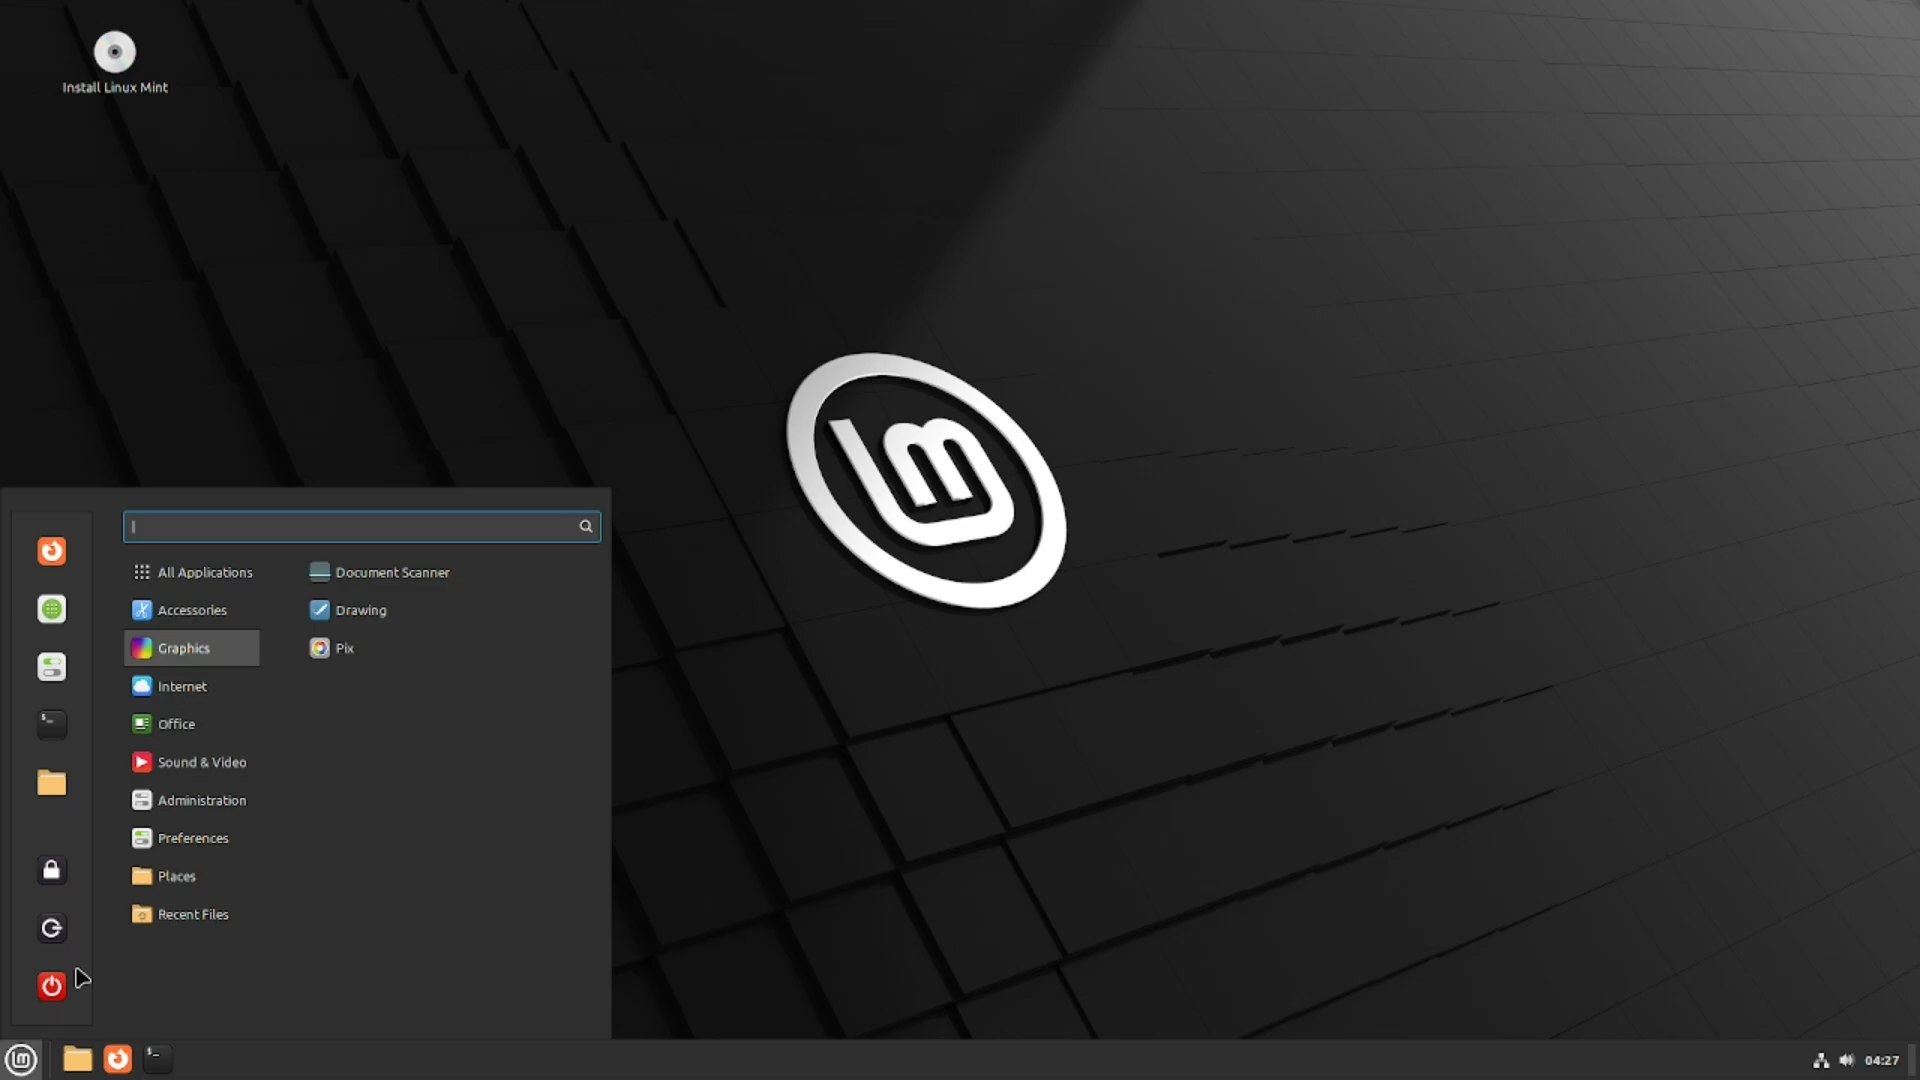 Install Linux Mint
All Applications
Accessories
Graphics
Internet
Office
Sound & Video
Administration
Preferences
Places
Recent Files
Document Scanner
Drawing
Pix
04:27